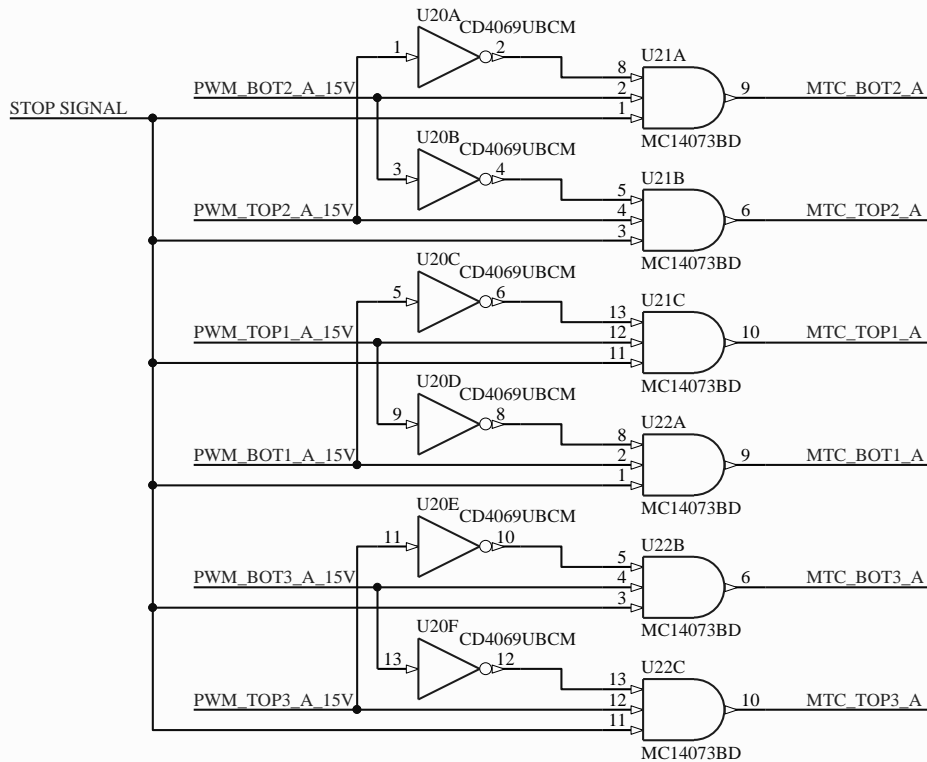 U20A
CD4069UBCM
1
2
U21A
PWM_BOT2_A_15V
8
2
1
9
MTC_BOT2_A
STOP SIGNAL
MC14073BD
U20B
CD4069UBCM
3
4
U21B
PWM_TOP2_A_15V
5
4
3
6
MTC_TOP2_A
MC14073BD
U20C
CD4069UBCM
5
6
U21C
PWM_TOP1_A_15V
13
12
11
10
MTC_TOP1_A
MC14073BD
U20D
CD4069UBCM
9
8
U22A
PWM_BOT1_A_15V
8
2
1
9
MTC_BOT1_A
MC14073BD
U20E
CD4069UBCM
11
10
U22B
PWM_BOT3_A_15V
5
4
3
6
MTC_BOT3_A
MC14073BD
U20F
CD4069UBCM
13
12
U22C
PWM_TOP3_A_15V
13
12
11
10
MTC_TOP3_A
MC14073BD